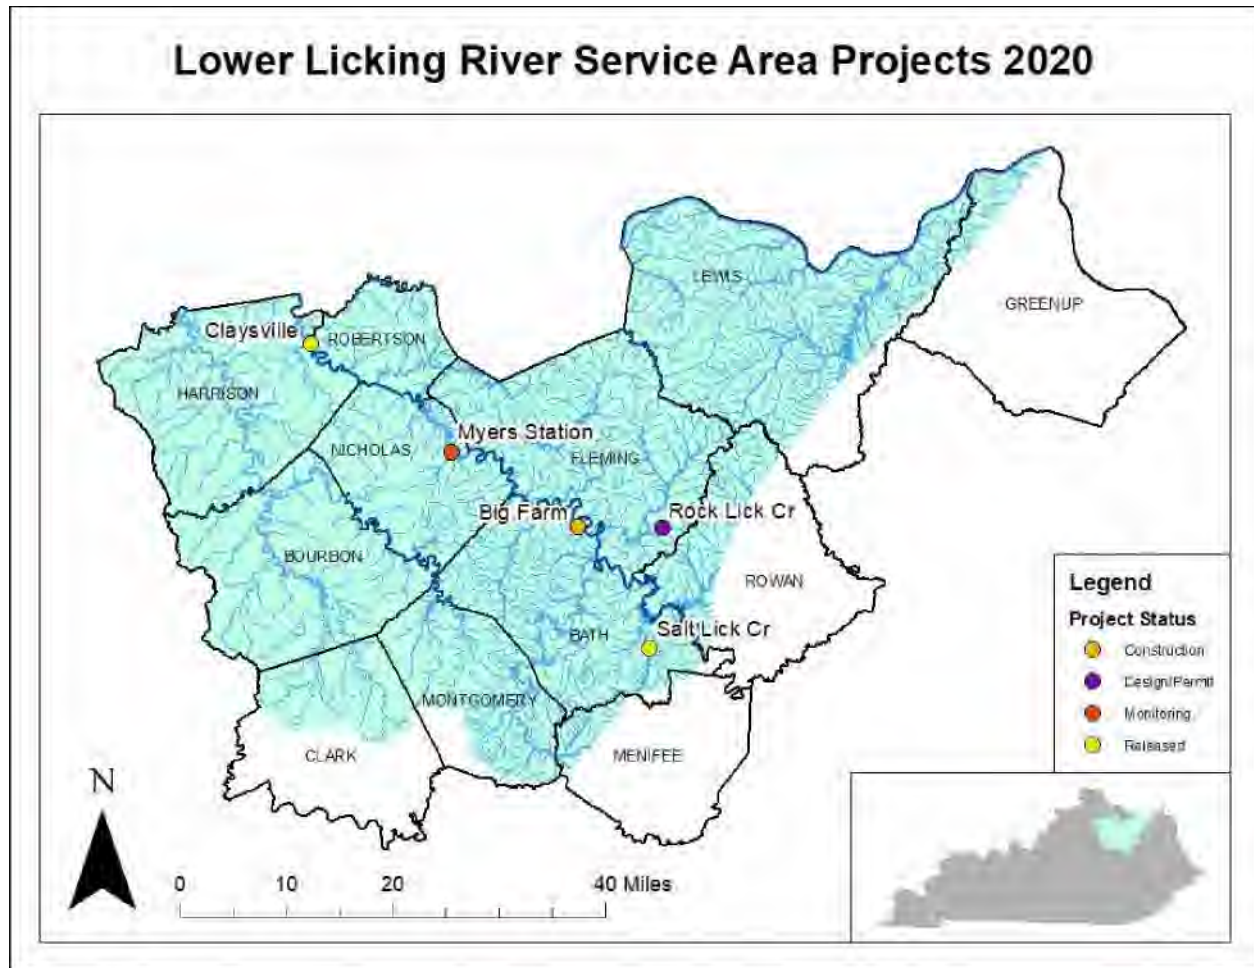 Lower Licking River Service Area Projects 2020
LEWIS
GREENUP
Claysville
ROBERTSON
HARRISON
Myers Station
NICHOLAS
FLEMING
Big Farm
Rock Lick Cr
BOURBON
ROWAN
Salt Lick Cr
BATH
MONTGOMERY
CLARK
MENIFEE
Legend
Project Status
Construction
Design/Permit
Monitoring
Released
N
0 10 20 40 Miles